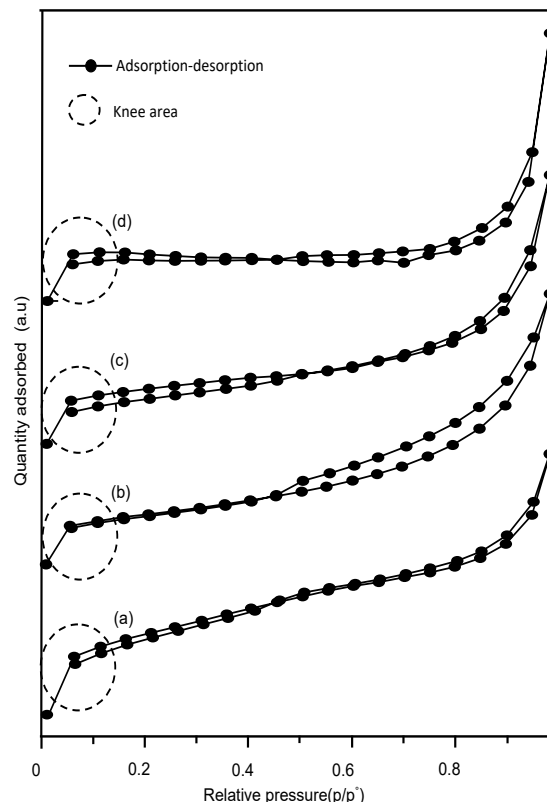 Adsorption-desorption
Knee area
(d)
(c)
(b)
(a)
Quantity adsorbed (a.u)
0 0.2 0.4 0.6 0.8
Relative pressure(p/p°)